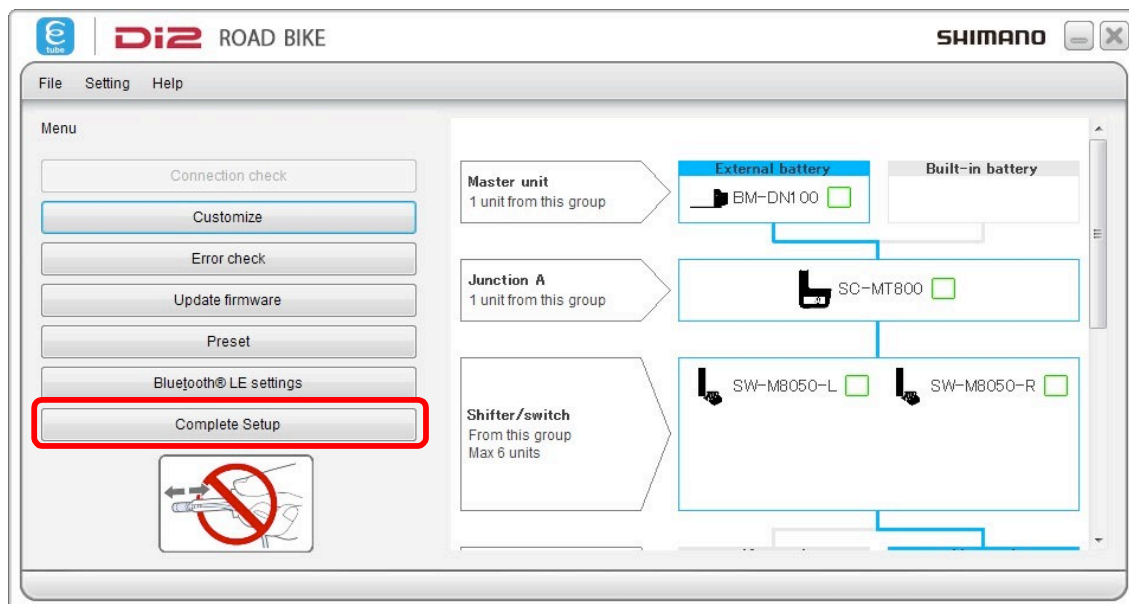 e
tube
Di2 ROAD BIKE
SHIMANO
File Setting Help
Menu
Connection check
Customize
Error check
Update firmware
Preset
Bluetooth® LE settings
Complete Setup
Master unit
1 unit from this group
External battery
BM-DN100
Built-in battery
Junction A
1 unit from this group
SC-MT800
Shifter/switch
From this group
Max 6 units
SW-M8050-L
SW-M8050-R